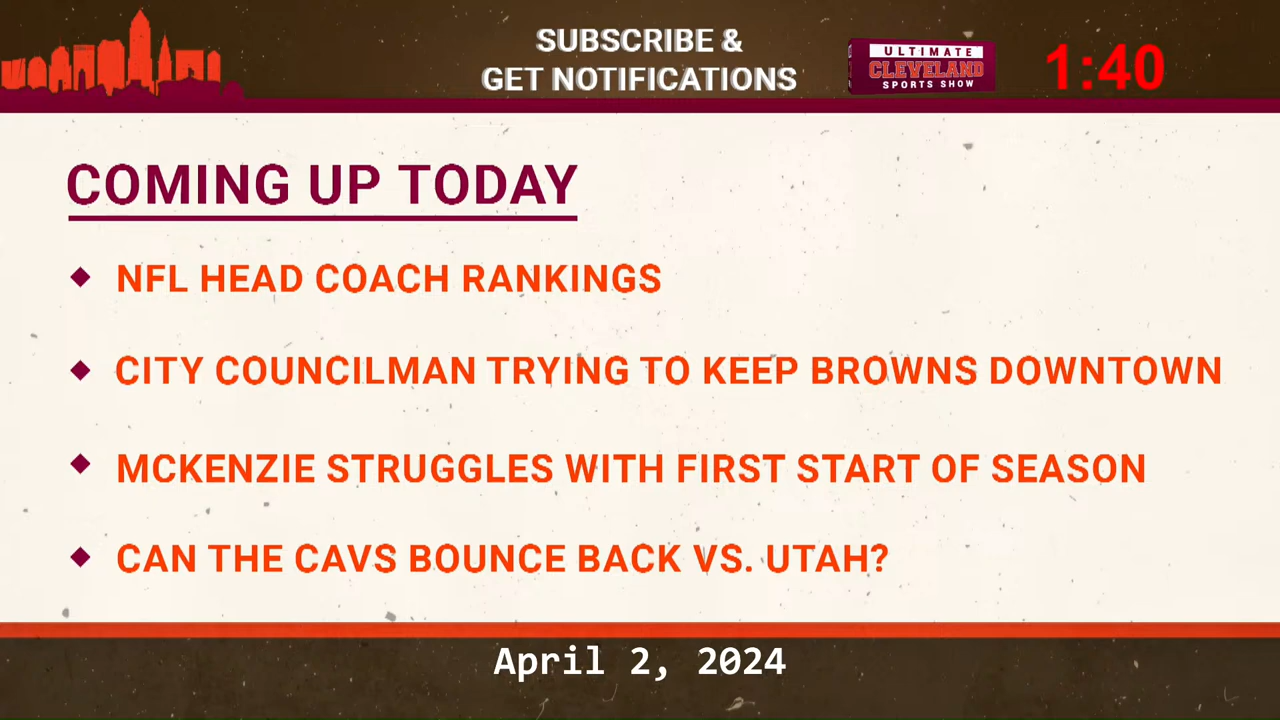 SUBSCRIBE &
GET NOTIFICATIONS
ULTIMATE
CLEVELAND
SPORTS SHOW
1:40
COMING UP TODAY
NFL HEAD COACH RANKINGS
CITY COUNCILMAN TRYING TO KEEP BROWNS DOWNTOWN
MCKENZIE STRUGGLES WITH FIRST START OF SEASON
CAN THE CAVS BOUNCE BACK VS. UTAH?
April 2, 2024